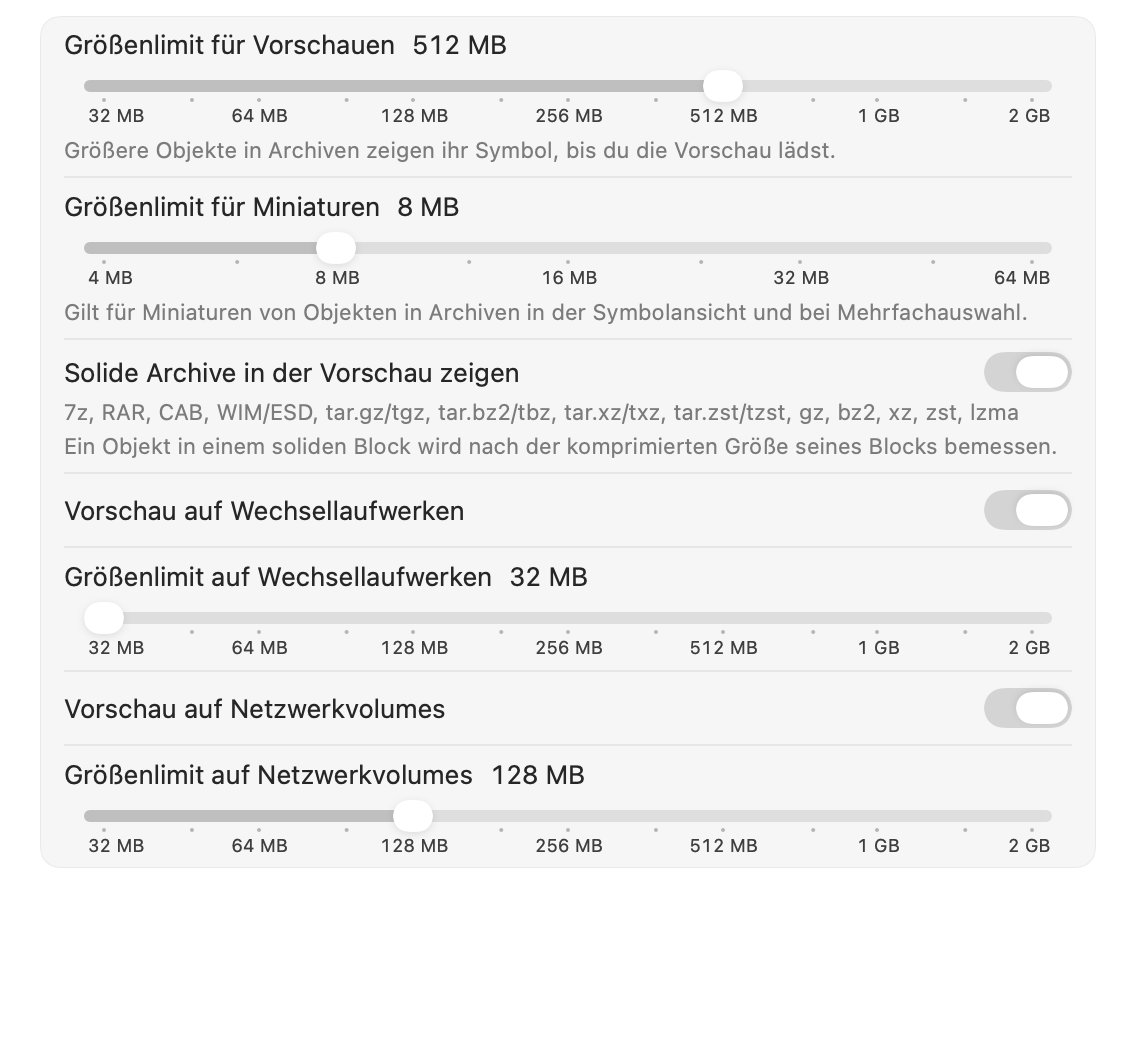 Größenlimit für Vorschauen 512 MB
32 MB 64 MB 128 MB 256 MB 512 MB 1 GB 2 GB
Größere Objekte in Archiven zeigen ihr Symbol, bis du die Vorschau lädst.
Größenlimit für Miniaturen 8 MB
4 MB 8 MB 16 MB 32 MB 64 MB
Gilt für Miniaturen von Objekten in Archiven in der Symbolansicht und bei Mehrfachauswahl.
Solide Archive in der Vorschau zeigen
7z, RAR, CAB, WIM/ESD, tar.gz/tgz, tar.bz2/tbz, tar.xz/txz, tar.zst/tzst, gz, bz2, xz, zst, lzma
Ein Objekt in einem soliden Block wird nach der komprimierten Größe seines Blocks bemessen.
Vorschau auf Wechsellaufwerken
Größenlimit auf Wechsellaufwerken 32 MB
32 MB 64 MB 128 MB 256 MB 512 MB 1 GB 2 GB
Vorschau auf Netzwerkvolumes
Größenlimit auf Netzwerkvolumes 128 MB
32 MB 64 MB 128 MB 256 MB 512 MB 1 GB 2 GB